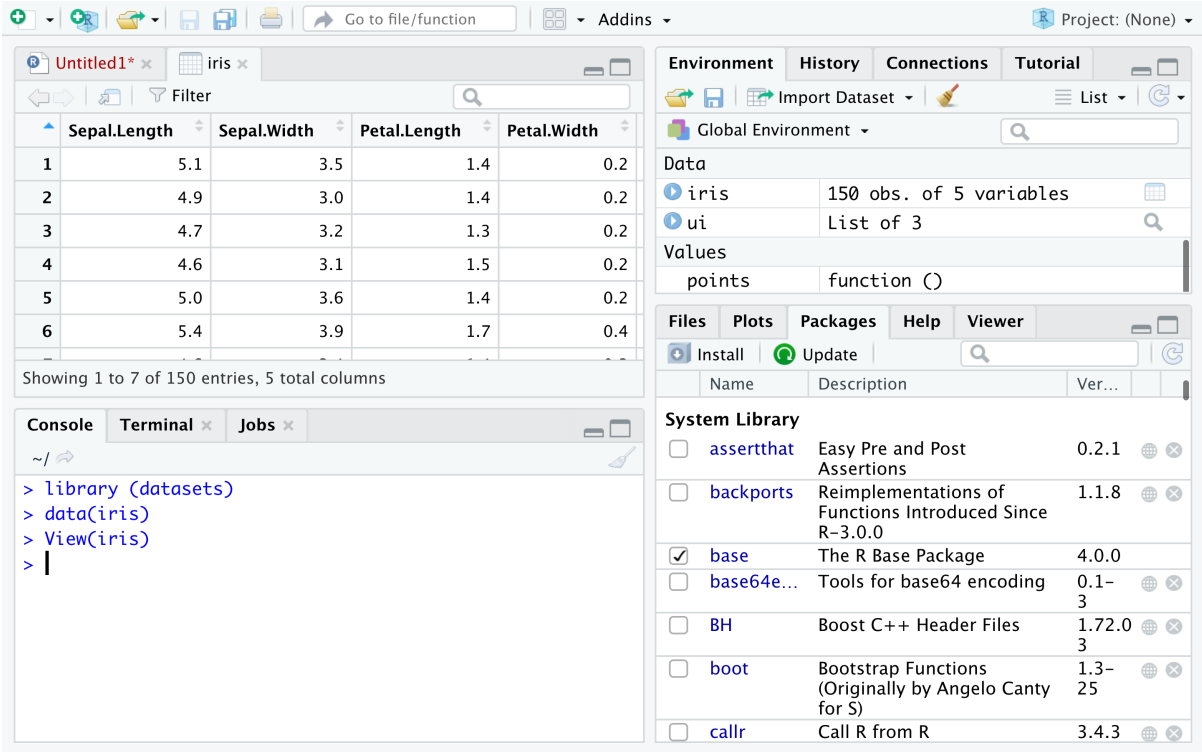 Go to file/function Addins Project: (None)
Untitled1* iris
Filter
Sepal.Length Sepal.Width Petal.Length Petal.Width
1 5.1 3.5 1.4 0.2
2 4.9 3.0 1.4 0.2
3 4.7 3.2 1.3 0.2
4 4.6 3.1 1.5 0.2
5 5.0 3.6 1.4 0.2
6 5.4 3.9 1.7 0.4
Showing 1 to 7 of 150 entries, 5 total columns
Console Terminal Jobs
~/
> library (datasets)
> data(iris)
> View(iris)
>
Environment History Connections Tutorial
Import Dataset List
Global Environment
Data
iris 150 obs. of 5 variables
ui List of 3
Values
points function ()
Files Plots Packages Help Viewer
Install Update
Name Description Ver...
System Library
assertthat Easy Pre and Post 0.2.1
Assertions
backports Reimplementations of 1.1.8
Functions Introduced Since
R-3.0.0
base The R Base Package 4.0.0
base64e... Tools for base64 encoding 0.1-
3
BH Boost C++ Header Files 1.72.0
3
boot Bootstrap Functions 1.3-
(Originally by Angelo Canty 25
for S)
callr Call R from R 3.4.3